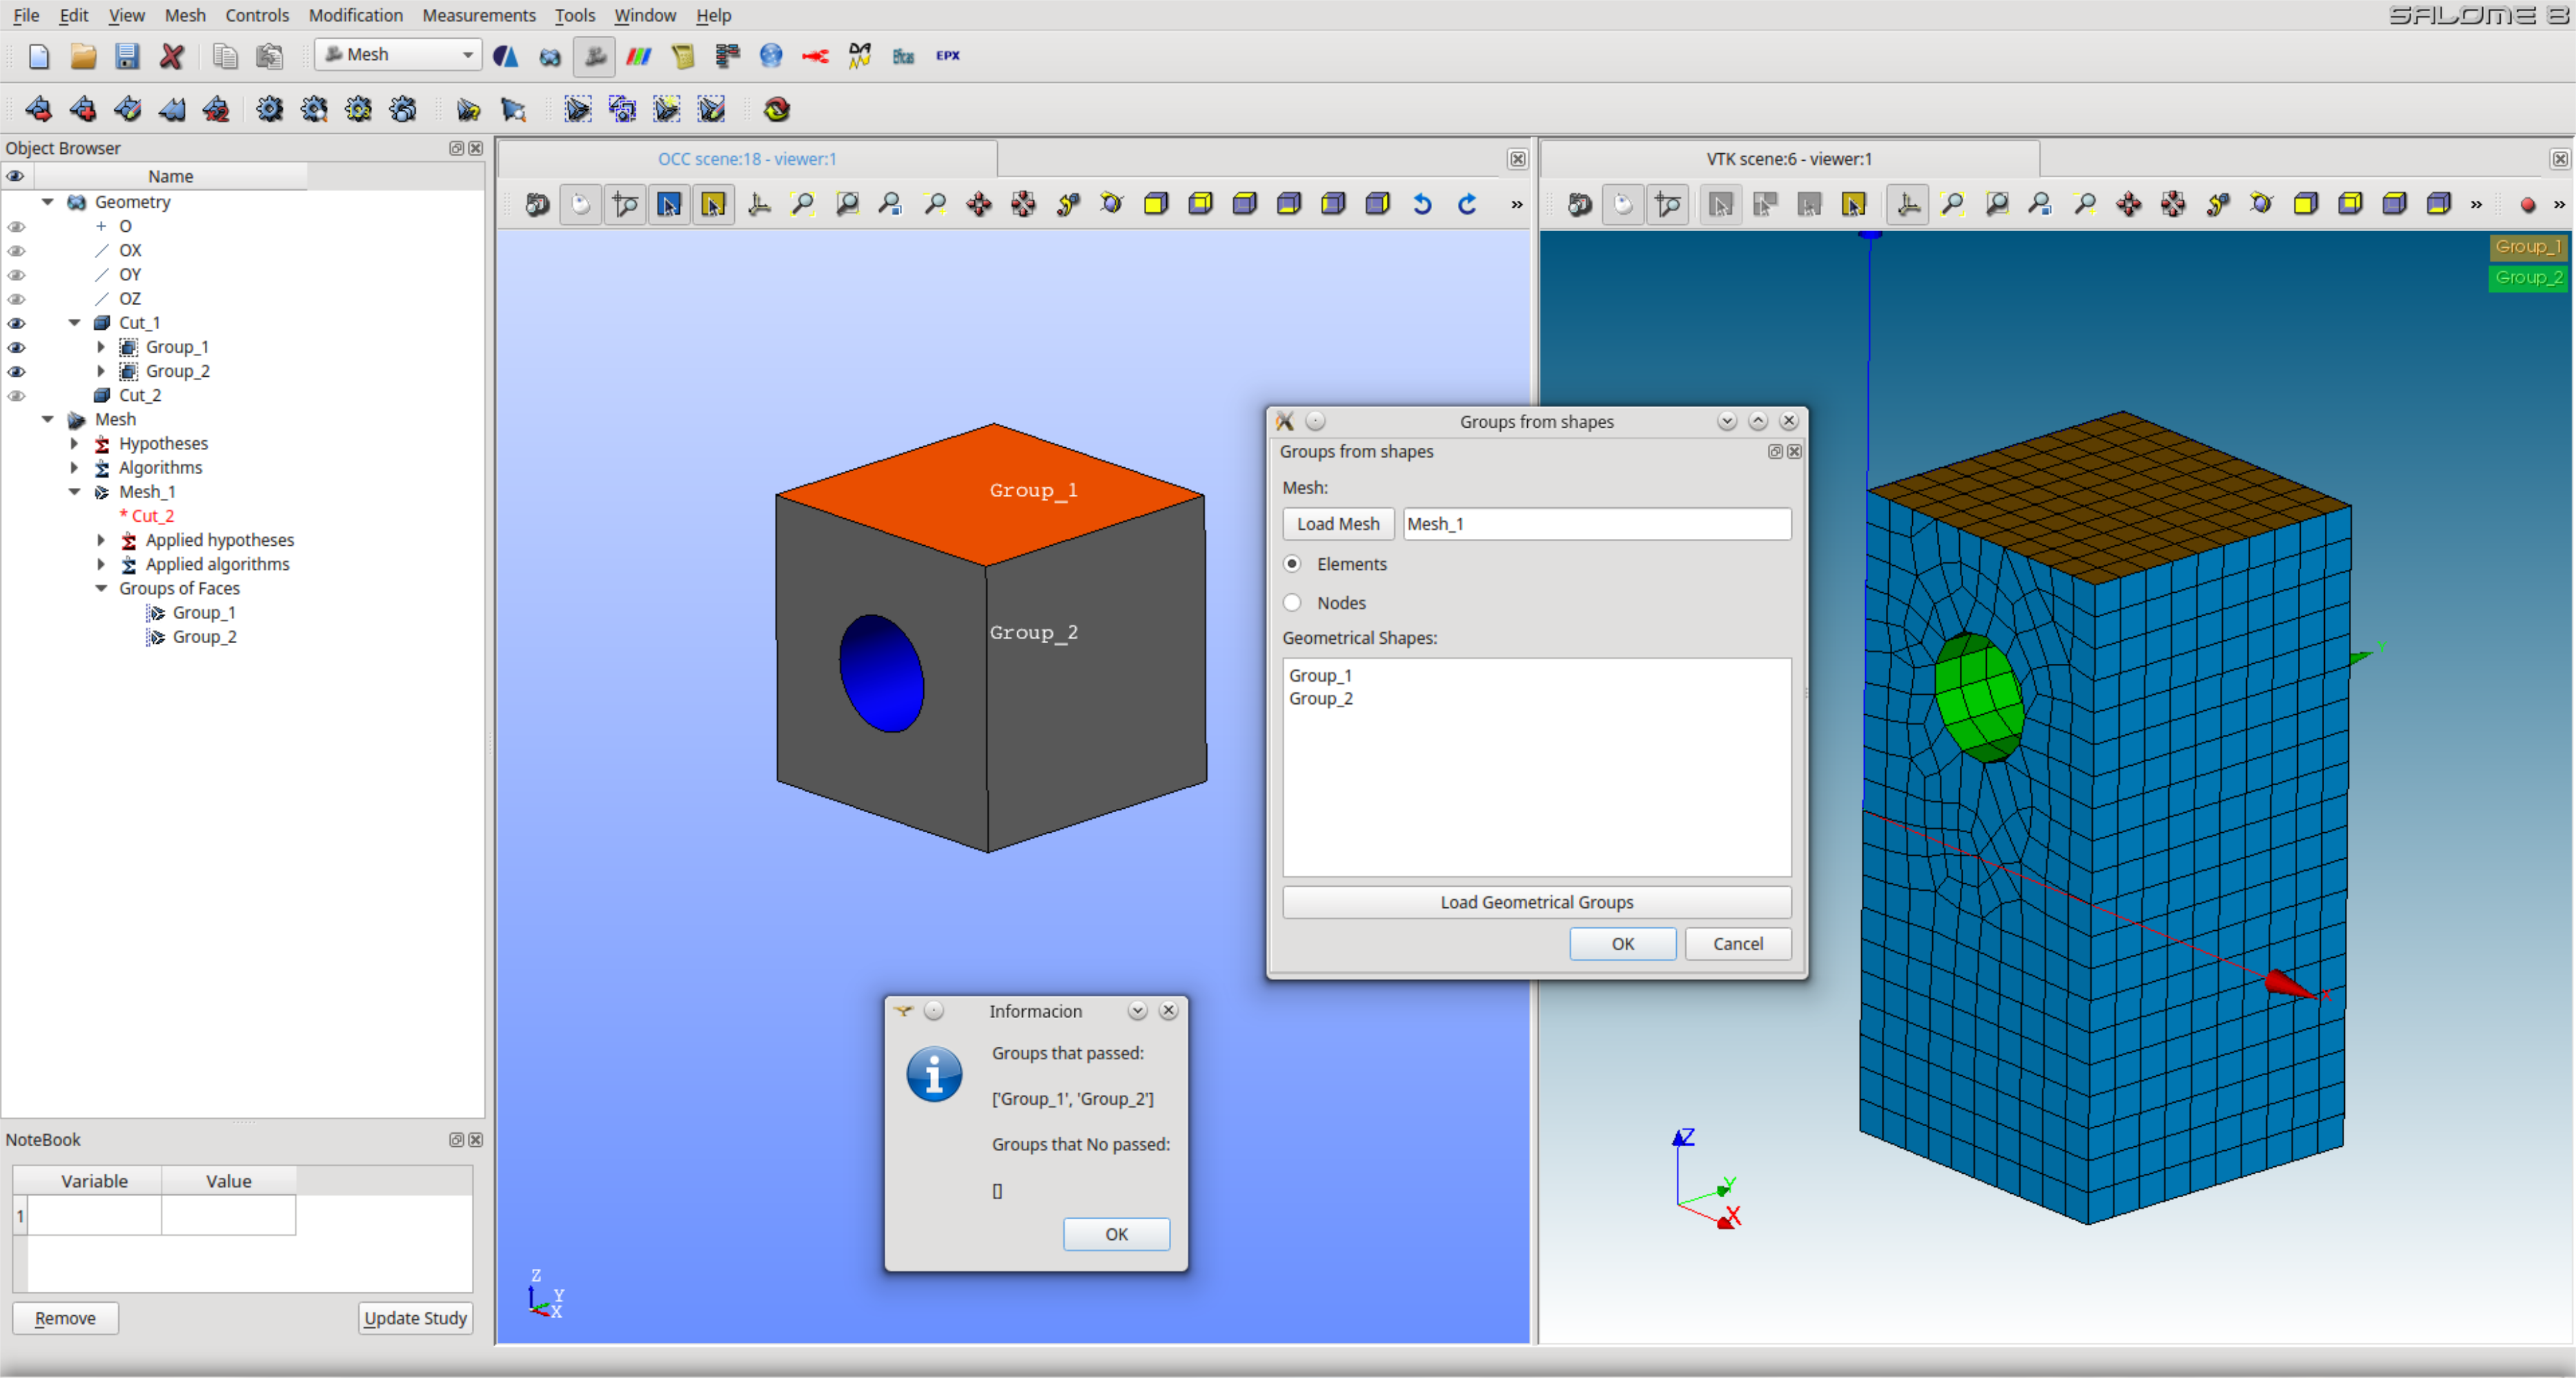 File Edit View Mesh Controls Modification Measurements Tools Window Help
SALOME 8
Mesh
Eficas
EPX
Object Browser
Name
Geometry
O
OX
OY
OZ
Cut_1
Group_1
Group_2
Cut_2
Mesh
Hypotheses
Algorithms
Mesh_1
* Cut_2
Applied hypotheses
Applied algorithms
Groups of Faces
Group_1
Group_2
NoteBook
Variable Value
1
Remove
Update Study
OCC scene:18 - viewer:1
»
Group_1
Group_2
Z
Y
X
Informacion
Groups that passed:
['Group_1', 'Group_2']
Groups that No passed:
[]
OK
Groups from shapes
Groups from shapes
Mesh:
Load Mesh
Mesh_1
Elements
Nodes
Geometrical Shapes:
Group_1
Group_2
Load Geometrical Groups
OK
Cancel
VTK scene:6 - viewer:1
» »
Group_1
Group_2
Y
X
Z
Y
X